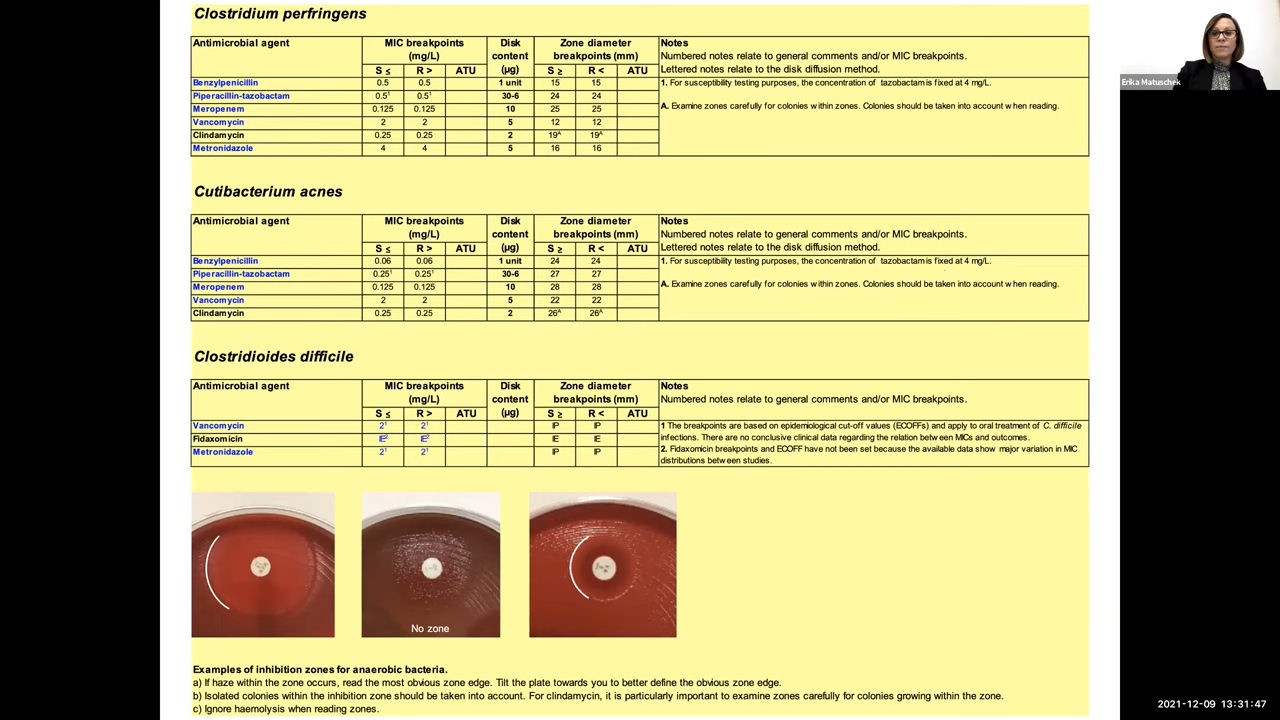 Clostridium perfringens
Antimicrobial agent MIC breakpoints (mg/L) Disk content (µg) Zone diameter breakpoints (mm) Notes
Numbered notes relate to general comments and/or MIC breakpoints.
Lettered notes relate to the disk diffusion method.
S ≤ R > ATU S ≥ R < ATU
Benzylpenicillin 0.5 0.5 1 unit 15 15
Piperacillin-tazobactam 0.5¹ 0.5¹ 30-6 24 24
Meropenem 0.125 0.125 10 25 25
Vancomycin 2 2 5 12 12
Clindamycin 0.25 0.25 2 19ᴬ 19ᴬ
Metronidazole 4 4 5 16 16
1. For susceptibility testing purposes, the concentration of tazobactam is fixed at 4 mg/L.
A. Examine zones carefully for colonies within zones. Colonies should be taken into account when reading.
Cutibacterium acnes
Antimicrobial agent MIC breakpoints (mg/L) Disk content (µg) Zone diameter breakpoints (mm) Notes
Numbered notes relate to general comments and/or MIC breakpoints.
Lettered notes relate to the disk diffusion method.
S ≤ R > ATU S ≥ R < ATU
Benzylpenicillin 0.06 0.06 1 unit 24 24
Piperacillin-tazobactam 0.25¹ 0.25¹ 30-6 27 27
Meropenem 0.125 0.125 10 28 28
Vancomycin 2 2 5 22 22
Clindamycin 0.25 0.25 2 26ᴬ 26ᴬ
1. For susceptibility testing purposes, the concentration of tazobactam is fixed at 4 mg/L.
A. Examine zones carefully for colonies within zones. Colonies should be taken into account when reading.
Clostridioides difficile
Antimicrobial agent MIC breakpoints (mg/L) Disk content (µg) Zone diameter breakpoints (mm) Notes
Numbered notes relate to general comments and/or MIC breakpoints.
S ≤ R > ATU S ≥ R < ATU
Vancomycin 2¹ 2¹ IP IP
Fidaxomicin IE² IE² IE IE
Metronidazole 2¹ 2¹ IP IP
1 The breakpoints are based on epidemiological cut-off values (ECOFFs) and apply to oral treatment of C. difficile
infections. There are no conclusive clinical data regarding the relation between MICs and outcomes.
2. Fidaxomicin breakpoints and ECOFF have not been set because the available data show major variation in MIC
distributions between studies.
No zone
Examples of inhibition zones for anaerobic bacteria.
a) If haze within the zone occurs, read the most obvious zone edge. Tilt the plate towards you to better define the obvious zone edge.
b) Isolated colonies within the inhibition zone should be taken into account. For clindamycin, it is particularly important to examine zones carefully for colonies growing within the zone.
c) Ignore haemolysis when reading zones.
Erika Matuschek
2021-12-09 13:31:47